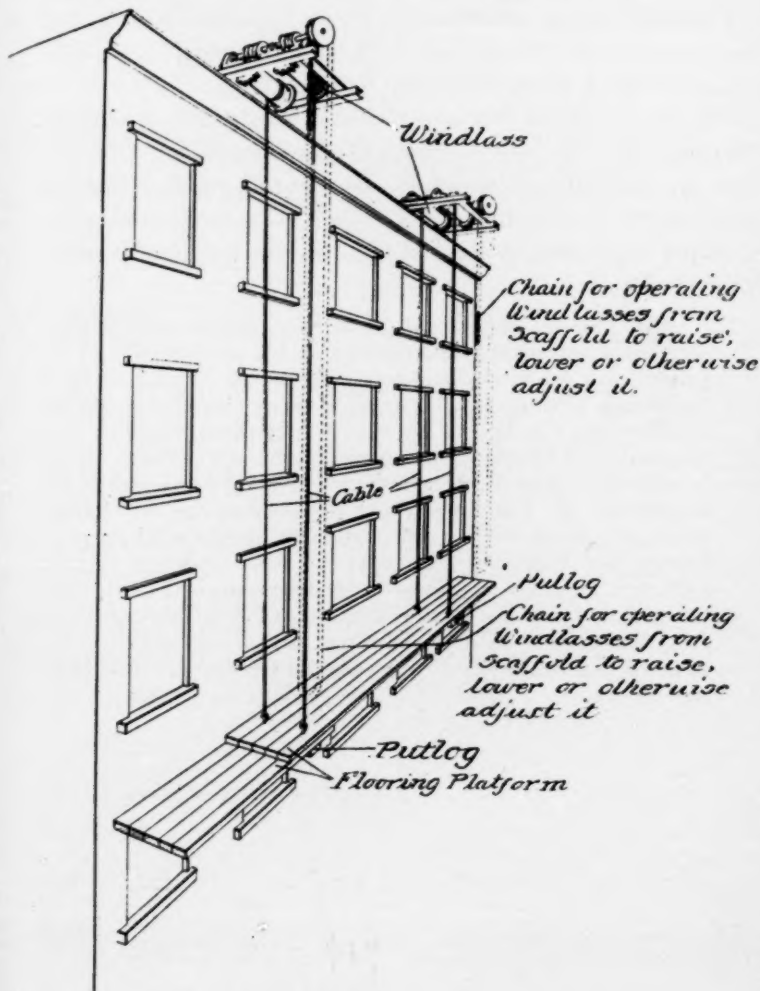 Windlass
Chain for operating
Windlasses from
Scaffold to raise,
lower or otherwise
adjust it.
Cable
Putlog
Chain for operating
Windlasses from
Scaffold to raise,
lower or otherwise
adjust it
Putlog
Flooring Platform